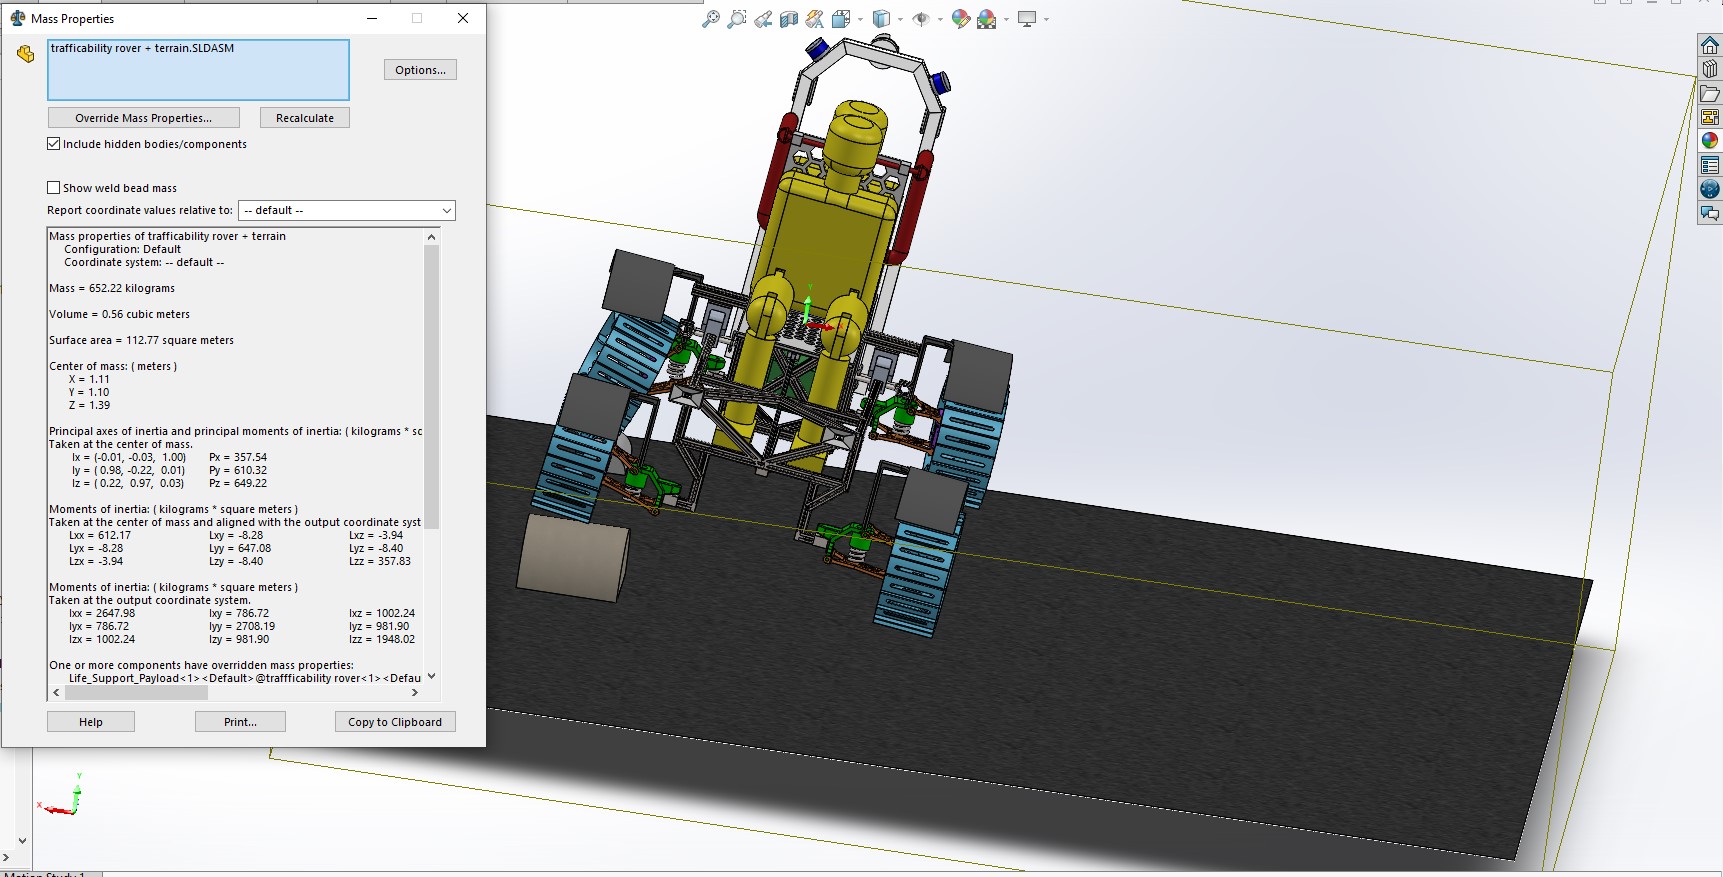 Mass Properties
trafficability rover + terrain.SLDASM
Options...
Override Mass Properties...
Recalculate
Include hidden bodies/components
Show weld bead mass
Report coordinate values relative to:
-- default --
Mass properties of trafficability rover + terrain
Configuration: Default
Coordinate system: -- default --
Mass = 652.22 kilograms
Volume = 0.56 cubic meters
Surface area = 112.77 square meters
Center of mass: ( meters )
X = 1.11
Y = 1.10
Z = 1.39
Principal axes of inertia and principal moments of inertia: ( kilograms * sc
Taken at the center of mass.
Ix = (-0.01, -0.03, 1.00) Px = 357.54
Iy = ( 0.98, -0.22, 0.01) Py = 610.32
Iz = ( 0.22, 0.97, 0.03) Pz = 649.22
Moments of inertia: ( kilograms * square meters )
Taken at the center of mass and aligned with the output coordinate syst
Lxx = 612.17 Lxy = -8.28 Lxz = -3.94
Lyx = -8.28 Lyy = 647.08 Lyz = -8.40
Lzx = -3.94 Lzy = -8.40 Lzz = 357.83
Moments of inertia: ( kilograms * square meters )
Taken at the output coordinate system.
Ixx = 2647.98 Ixy = 786.72 Ixz = 1002.24
Iyx = 786.72 Iyy = 2708.19 Iyz = 981.90
Izx = 1002.24 Izy = 981.90 Izz = 1948.02
One or more components have overridden mass properties:
Life_Support_Payload<1><Default>@traffficability rover<1><Defau
Help
Print...
Copy to Clipboard
Y
Y
X
Motion Study 1